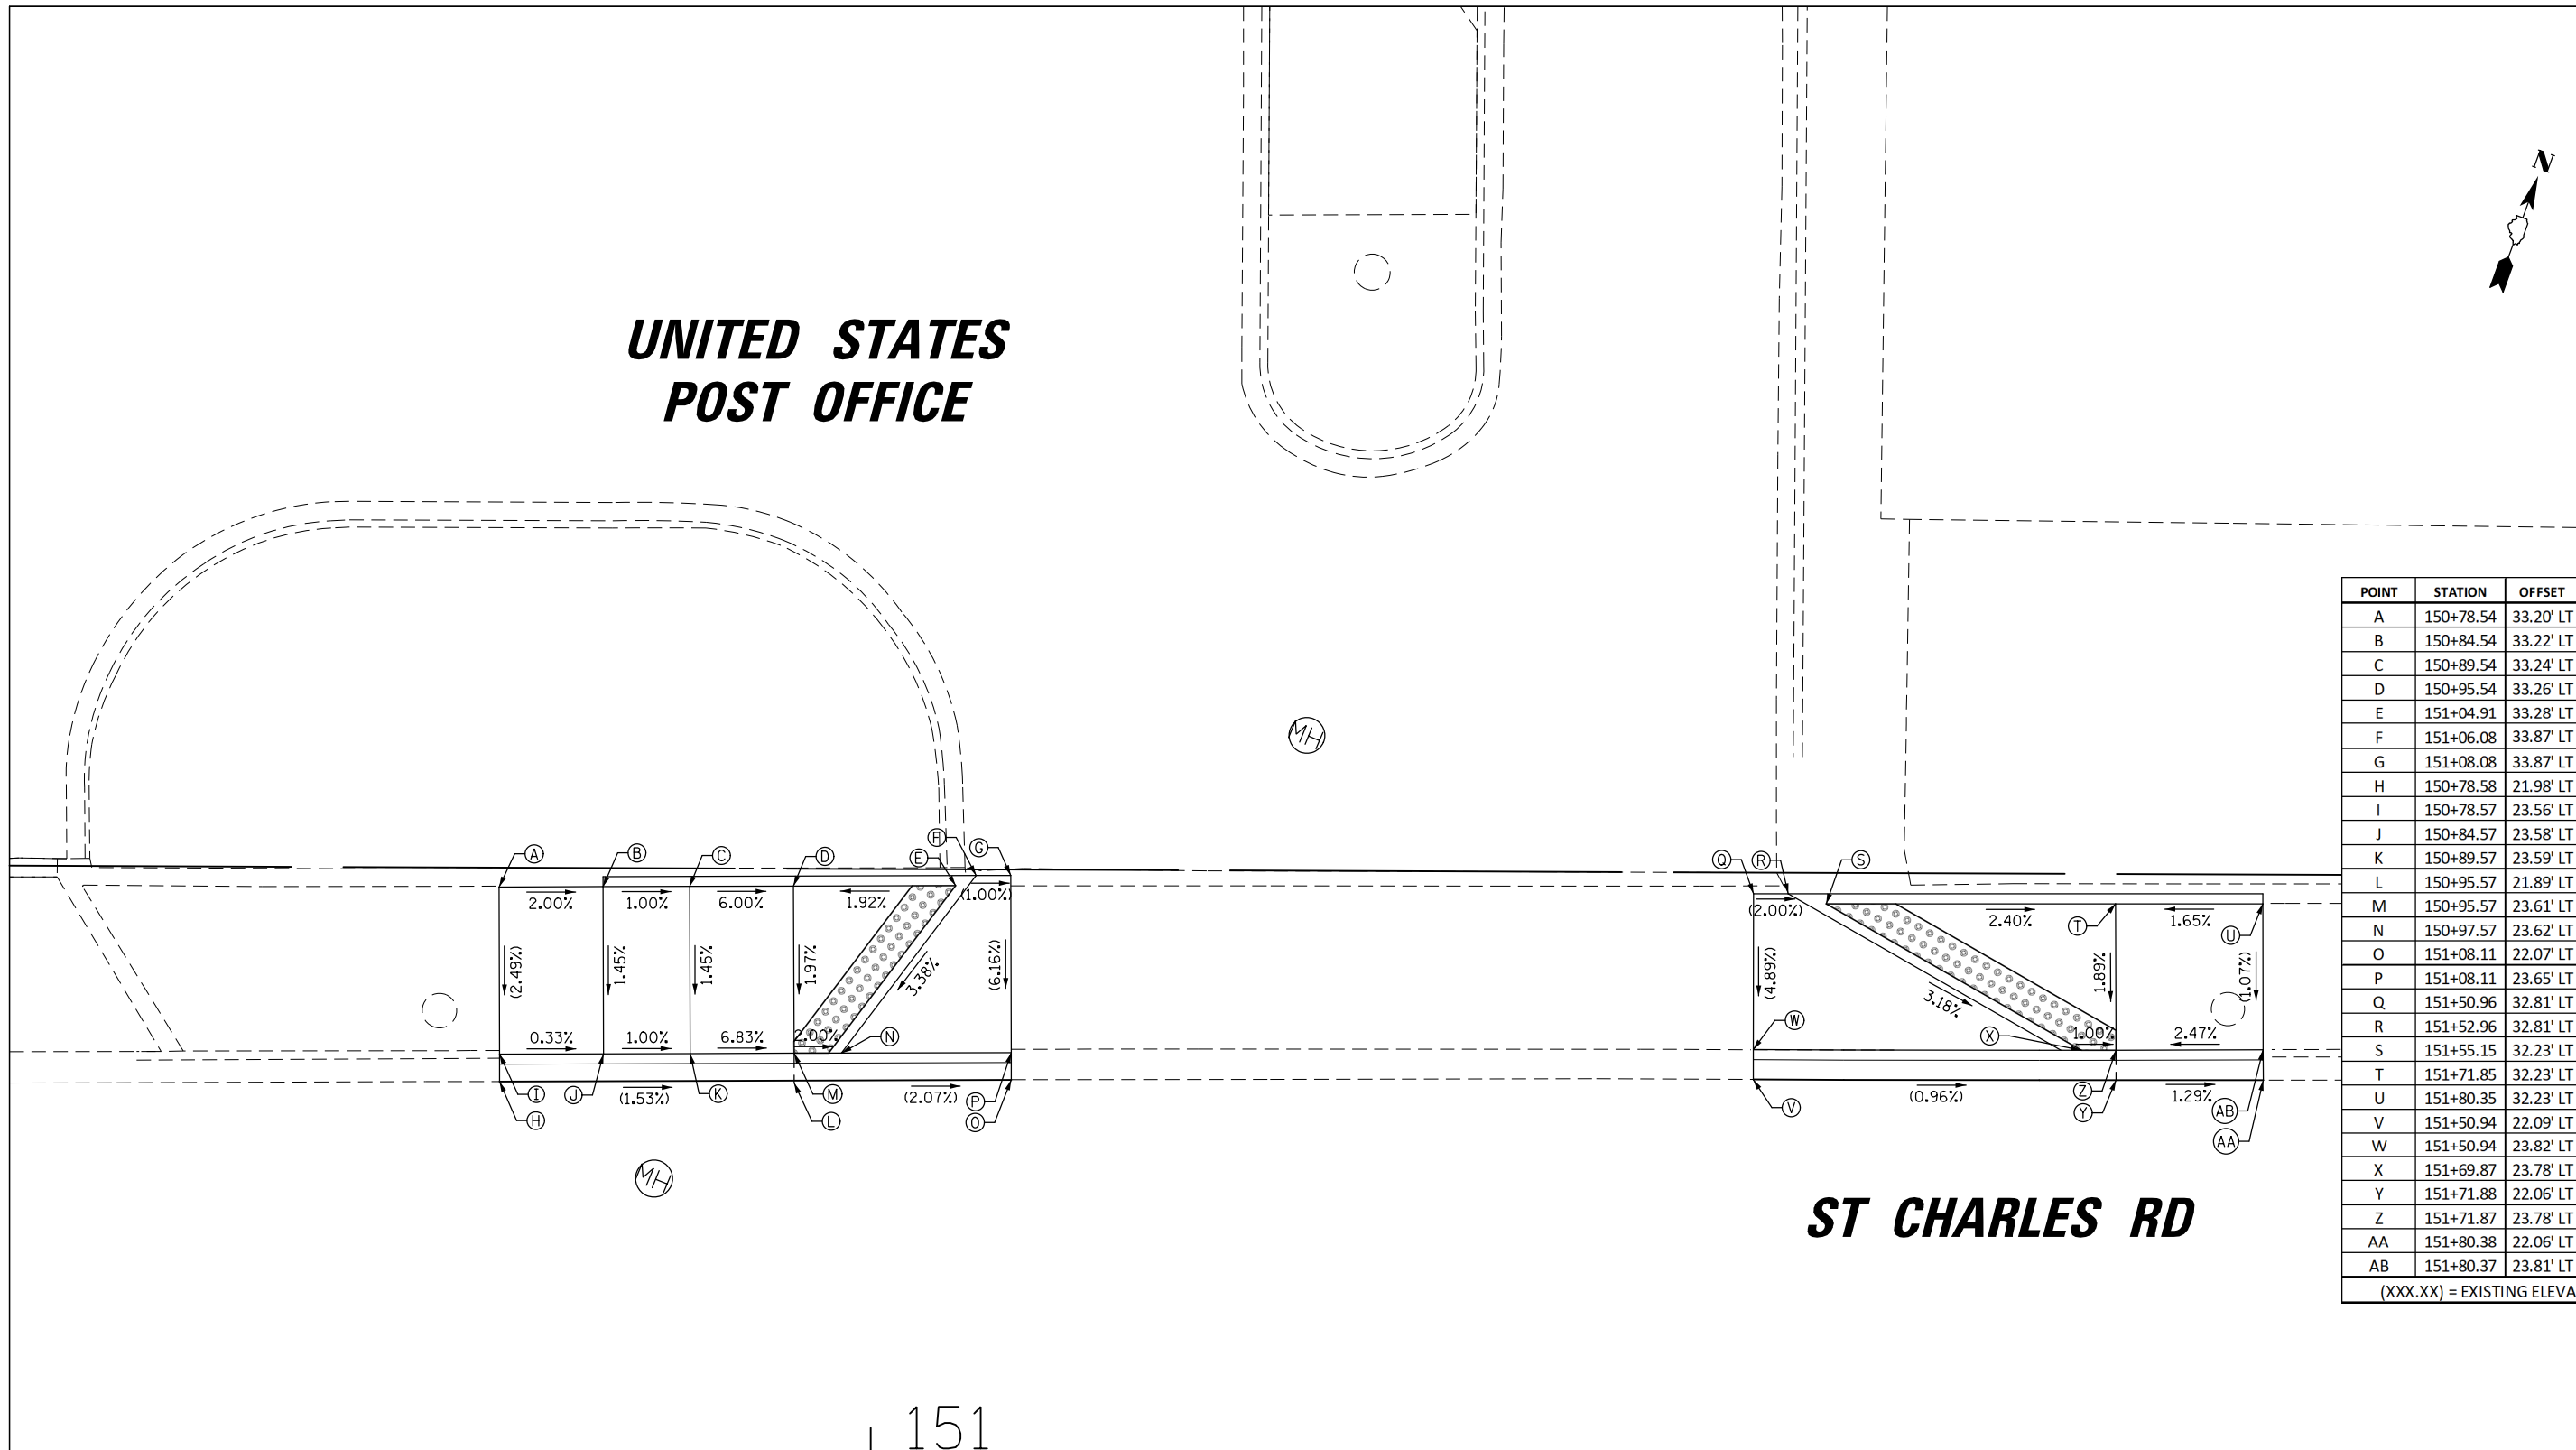 N
UNITED STATES
POST OFFICE
MH
POINT STATION OFFSET
A 150+78.54 33.20' LT
B 150+84.54 33.22' LT
C 150+89.54 33.24' LT
D 150+95.54 33.26' LT
E 151+04.91 33.28' LT
F 151+06.08 33.87' LT
G 151+08.08 33.87' LT
H 150+78.58 21.98' LT
I 150+78.57 23.56' LT
J 150+84.57 23.58' LT
K 150+89.57 23.59' LT
L 150+95.57 21.89' LT
M 150+95.57 23.61' LT
N 150+97.57 23.62' LT
O 151+08.11 22.07' LT
P 151+08.11 23.65' LT
Q 151+50.96 32.81' LT
R 151+52.96 32.81' LT
S 151+55.15 32.23' LT
T 151+71.85 32.23' LT
U 151+80.35 32.23' LT
V 151+50.94 22.09' LT
W 151+50.94 23.82' LT
X 151+69.87 23.78' LT
Y 151+71.88 22.06' LT
Z 151+71.87 23.78' LT
AA 151+80.38 22.06' LT
AB 151+80.37 23.81' LT
(XXX.XX) = EXISTING ELEVA
A B C D E F G
2.00% 1.00% 6.00% 1.92% (1.00%)
(2.49%) 1.45% 1.45% 1.97% 3.38% (6.16%)
0.33% 1.00% 6.83% 2.00% N
I J (1.53%) K M (2.07%) P
H L O
MH
Q R S
(2.00%) 2.40% T 1.65% U
(4.89%) 3.18% 1.89% (1.07%)
W X 1.00% 2.47%
V (0.96%) Z 1.29% AB
Y AA
ST CHARLES RD
151